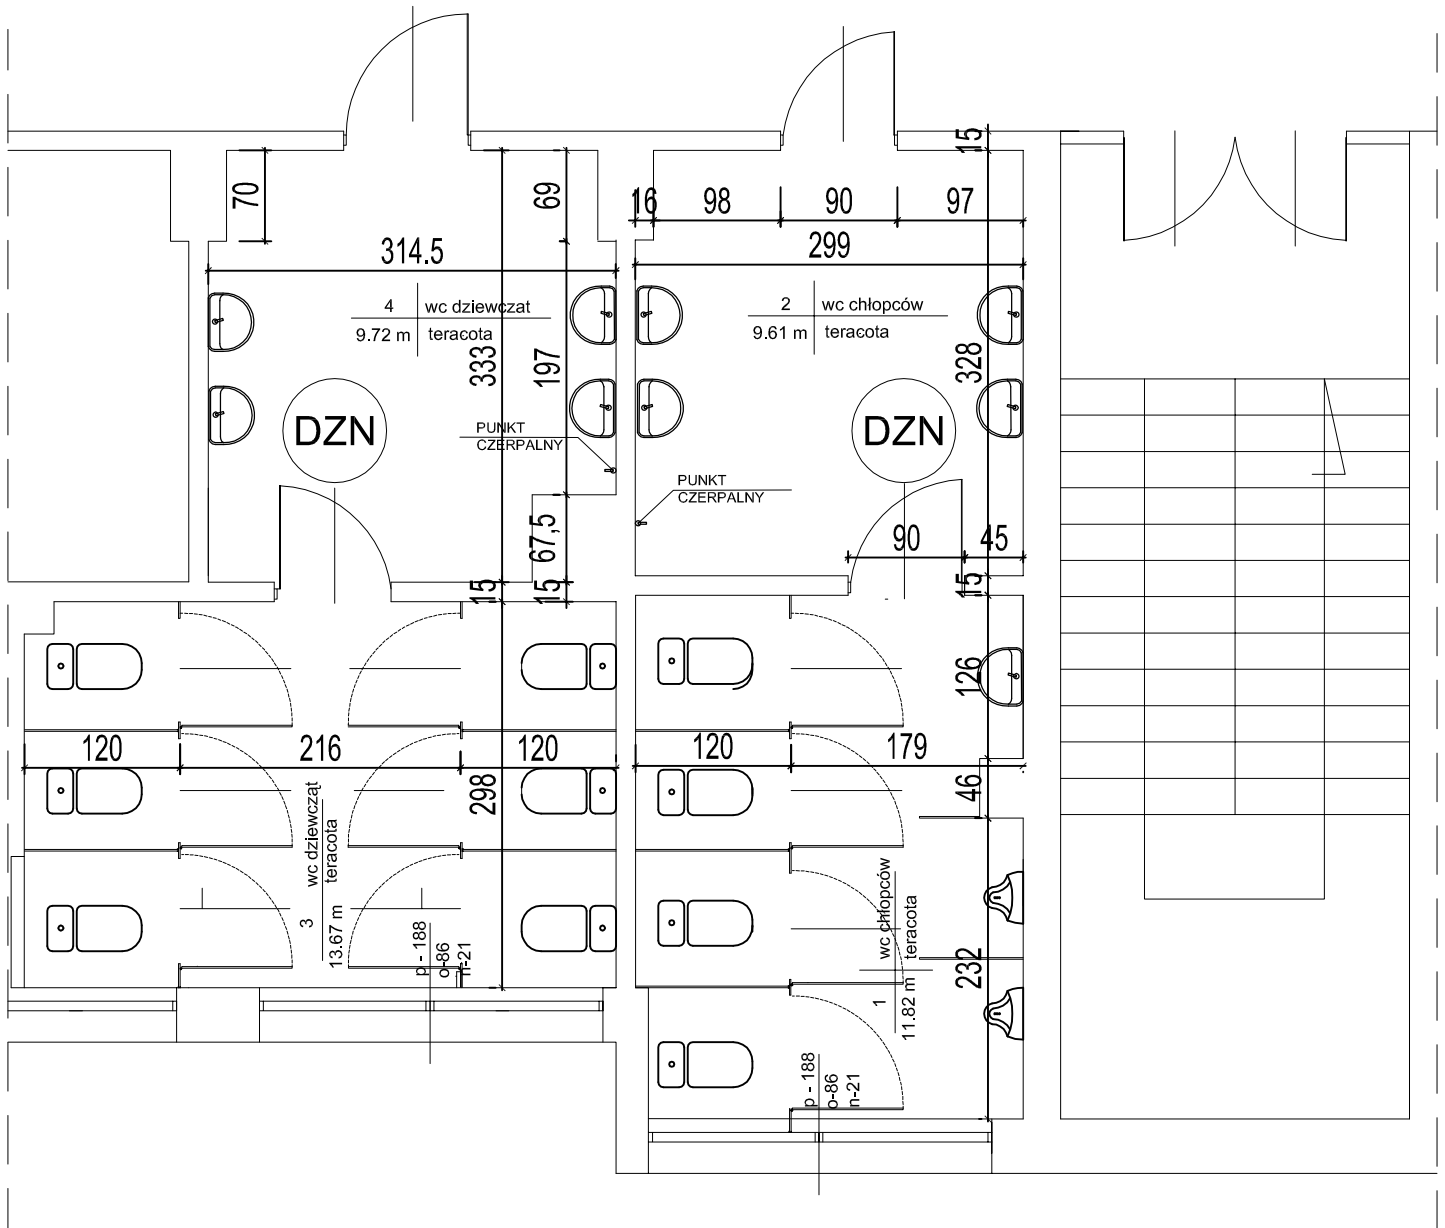 15
70
69
16
98
90
97
314.5
299
4
wc dziewczat
9.72 m
teracota
2
wc chłopców
9.61 m
teracota
333
197
328
DZN
DZN
PUNKT
CZERPALNY
PUNKT
CZERPALNY
67,5
90
45
15
15
15
126
120
216
120
120
179
298
46
3
wc dziewcząt
13.67 m
teracota
p - 188
o-86
n-21
1
wc chłopców
11.82 m
teracota
232
p - 188
o-86
n-21